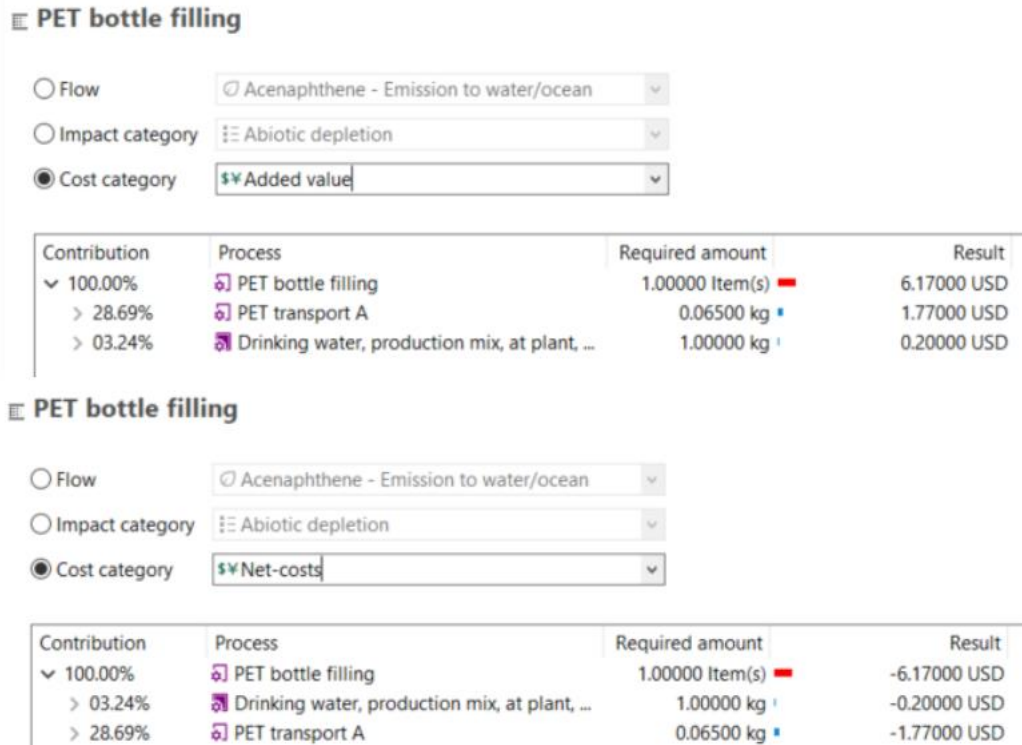 PET bottle filling
Flow Acenaphthene - Emission to water/ocean
Impact category Abiotic depletion
Cost category $¥ Added value
Contribution Process Required amount Result
100.00% PET bottle filling 1.00000 Item(s) 6.17000 USD
28.69% PET transport A 0.06500 kg 1.77000 USD
03.24% Drinking water, production mix, at plant, ... 1.00000 kg 0.20000 USD
PET bottle filling
Flow Acenaphthene - Emission to water/ocean
Impact category Abiotic depletion
Cost category $¥ Net-costs
Contribution Process Required amount Result
100.00% PET bottle filling 1.00000 Item(s) -6.17000 USD
03.24% Drinking water, production mix, at plant, ... 1.00000 kg -0.20000 USD
28.69% PET transport A 0.06500 kg -1.77000 USD